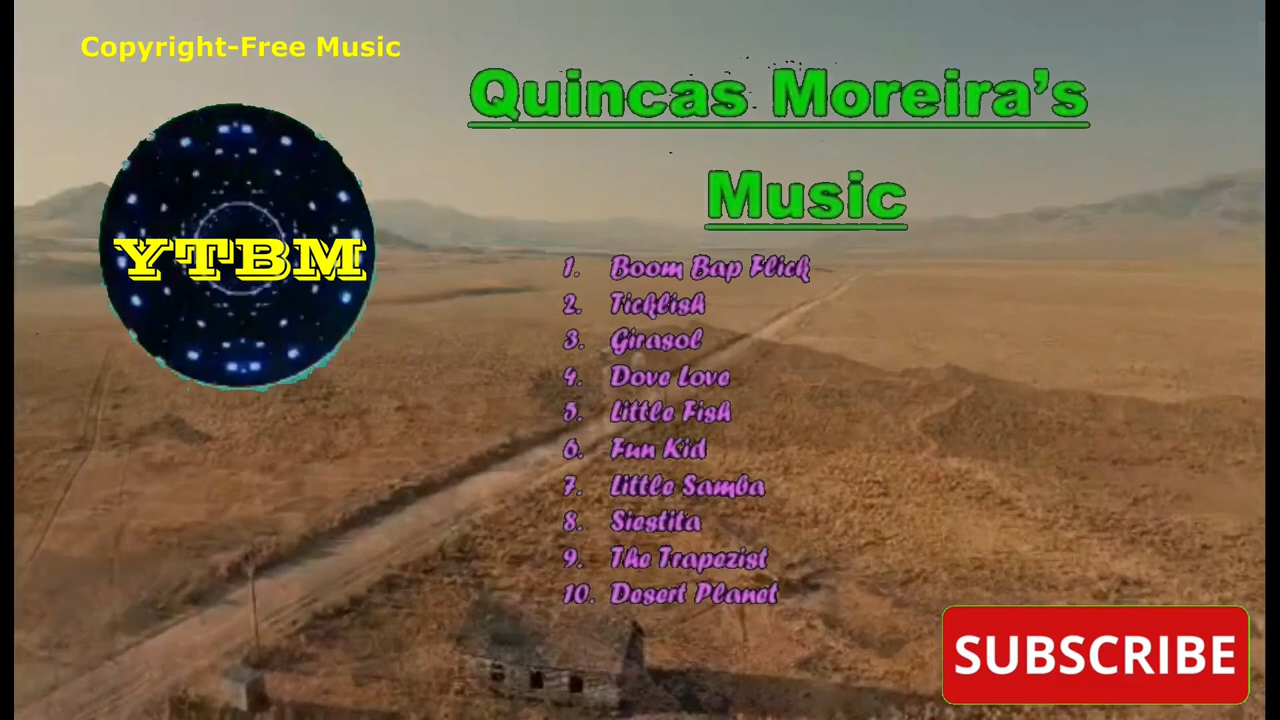 Copyright-Free Music
Quincas Moreira's
Music
YTBM
1. Boom Bap Flick
2. Ticklish
3. Girasol
4. Dove Love
5. Little Fish
6. Fun Kid
7. Little Samba
8. Siestita
9. The Trapezist
10. Desert Planet
SUBSCRIBE